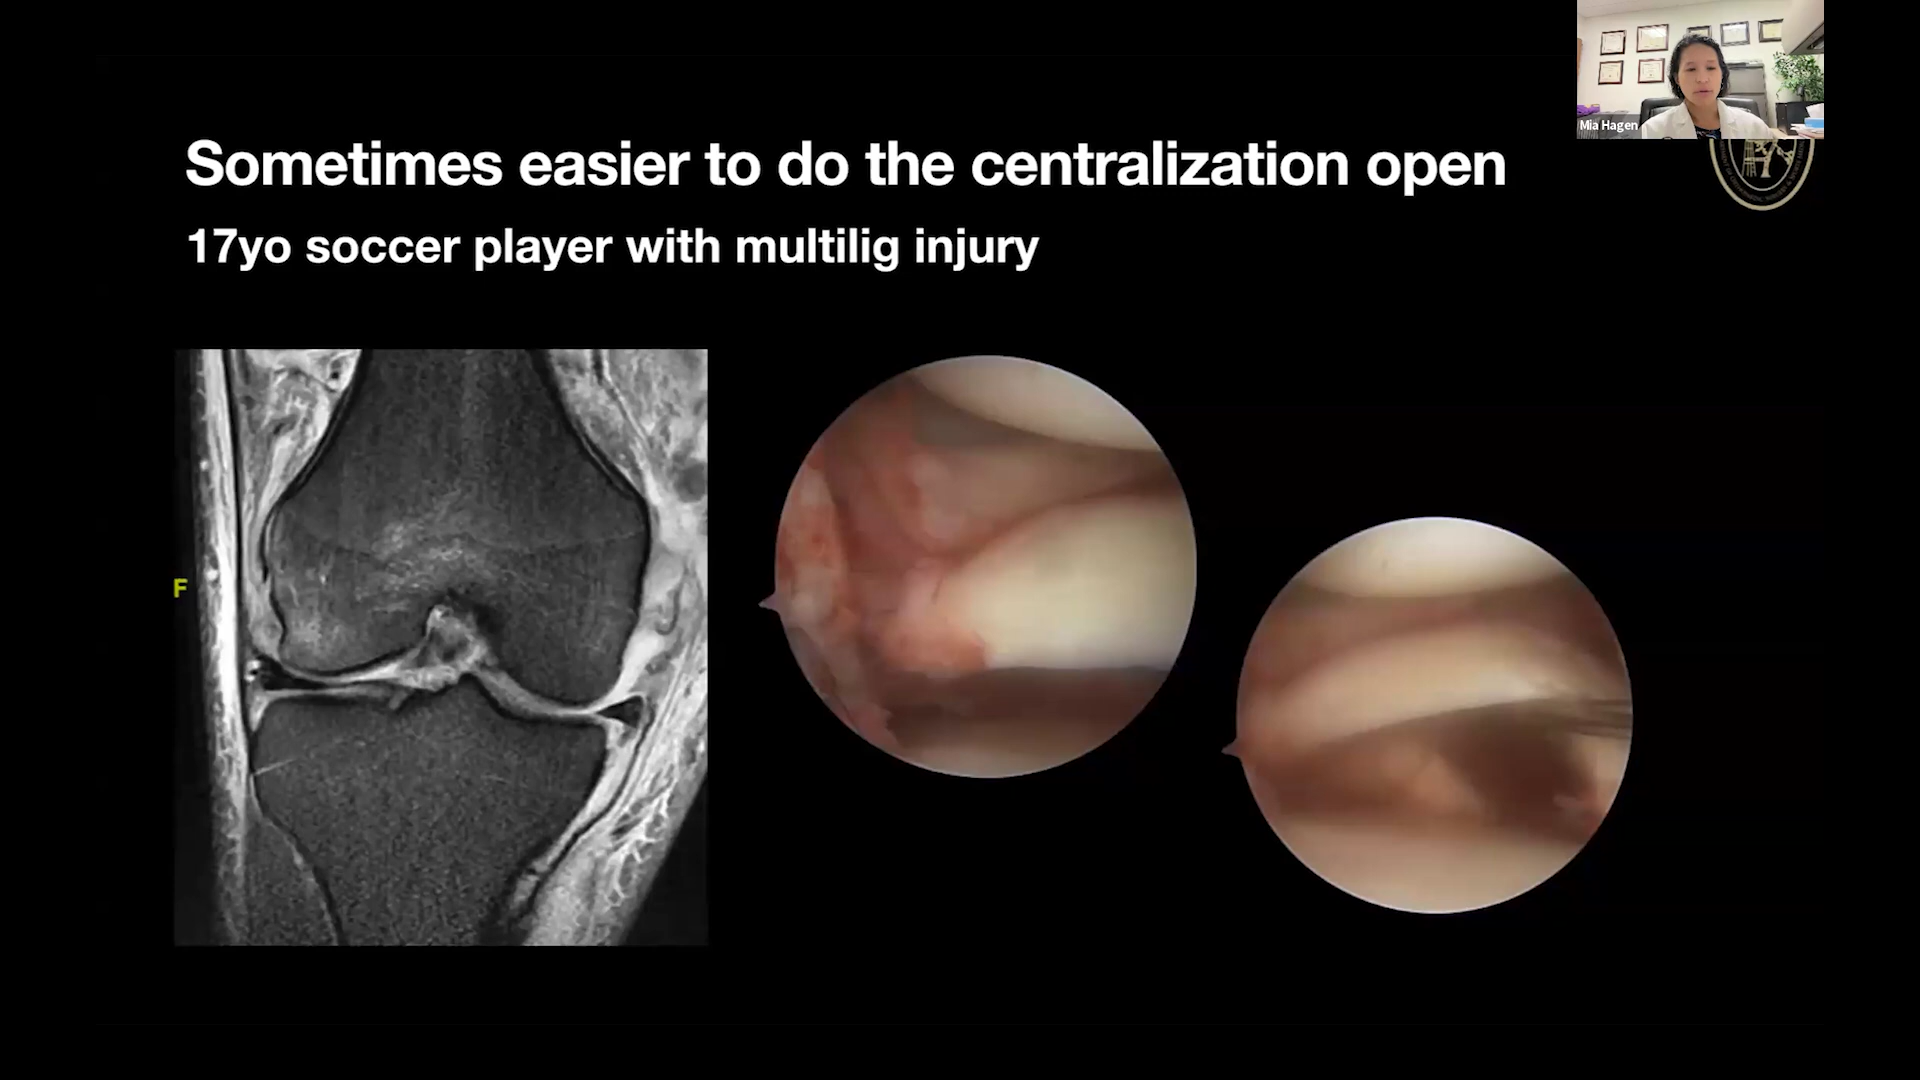 Sometimes easier to do the centralization open
17yo soccer player with multilig injury
F
Mia Hagen